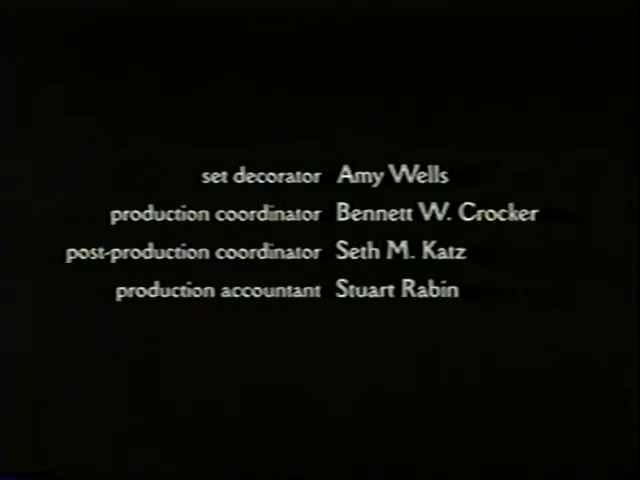 set decorator Amy Wells
production coordinator Bennett W. Crocker
post-production coordinator Seth M. Katz
production accountant Stuart Rabin